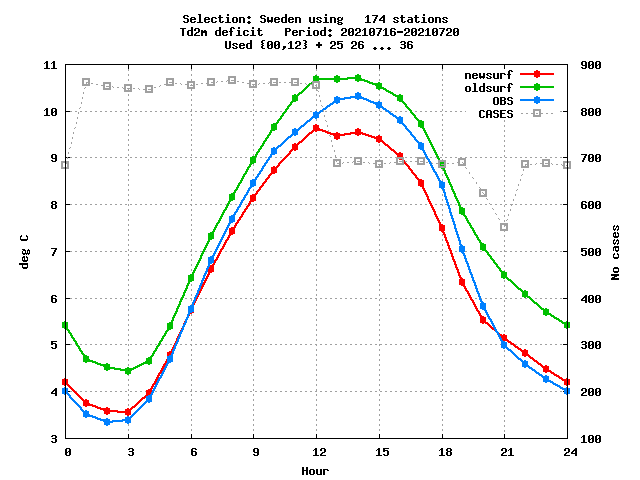 Selection: Sweden using   174 stations
Td2m deficit   Period: 20210716-20210720
Used {00,12} + 25 26 ... 36
newsurf
oldsurf
OBS
CASES
11
10
9
8
7
6
5
4
3
deg C
900
800
700
600
500
400
300
200
100
No cases
0 3 6 9 12 15 18 21 24
Hour